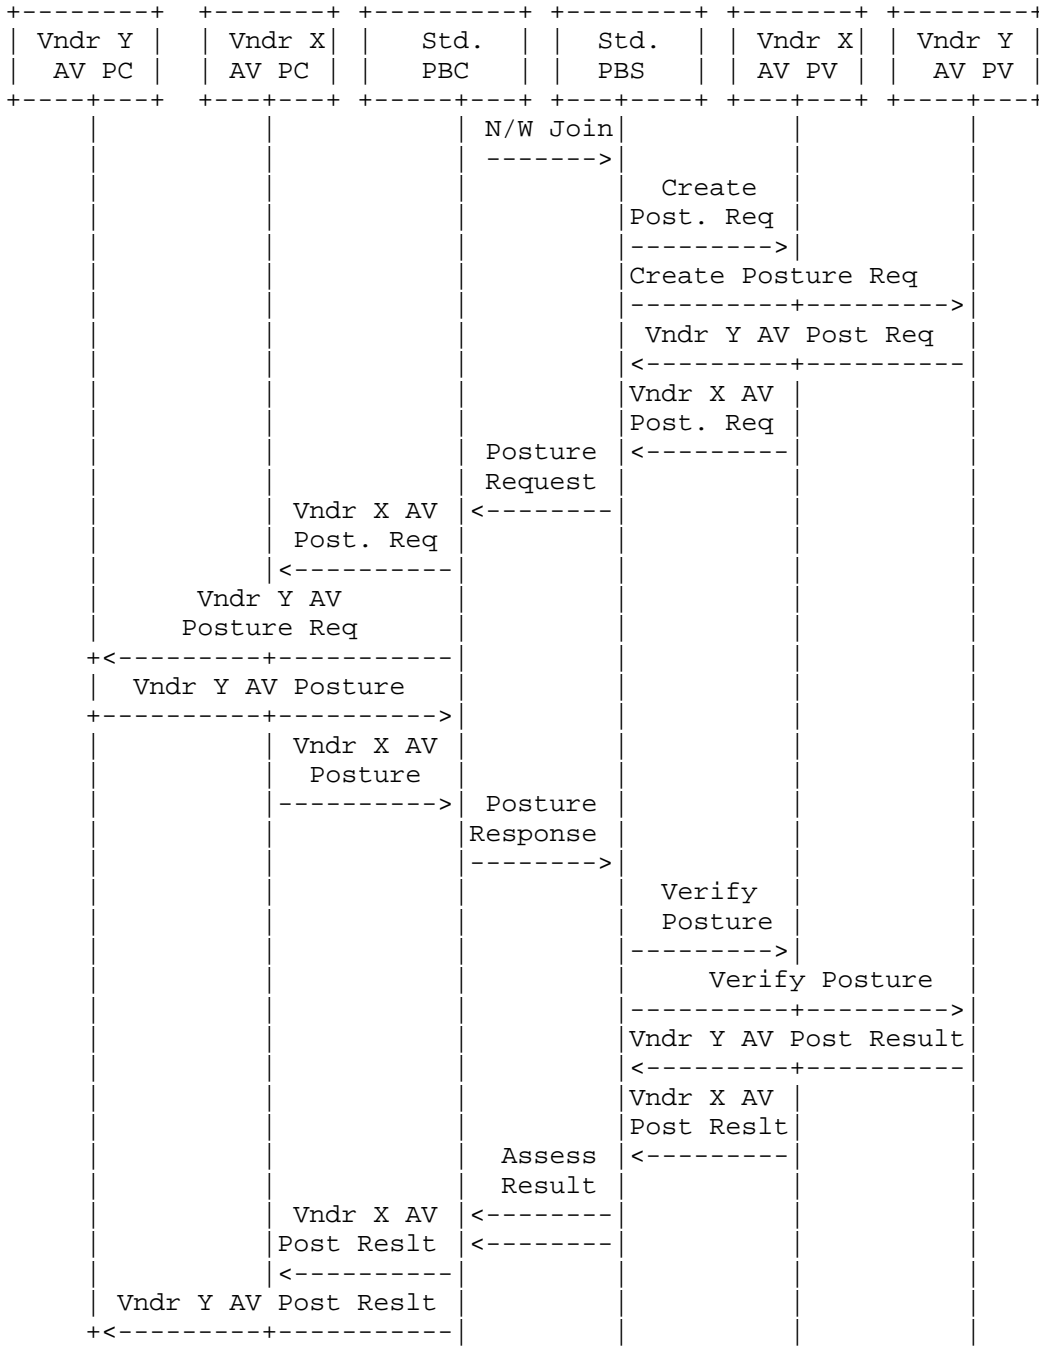 Vndr Y Vndr X Std. Std. Vndr X Vndr Y
AV PC AV PC PBC PBS AV PV AV PV
N/W Join
Create
Post. Req
Create Posture Req
Vndr Y AV Post Req
Vndr X AV
Post. Req
Posture
Request
Vndr X AV
Post. Req
Vndr Y AV
Posture Req
Vndr Y AV Posture
Vndr X AV
Posture
Posture
Response
Verify
Posture
Verify Posture
Vndr Y AV Post Result
Vndr X AV
Post Reslt
Assess
Result
Vndr X AV
Post Reslt
Vndr Y AV Post Reslt